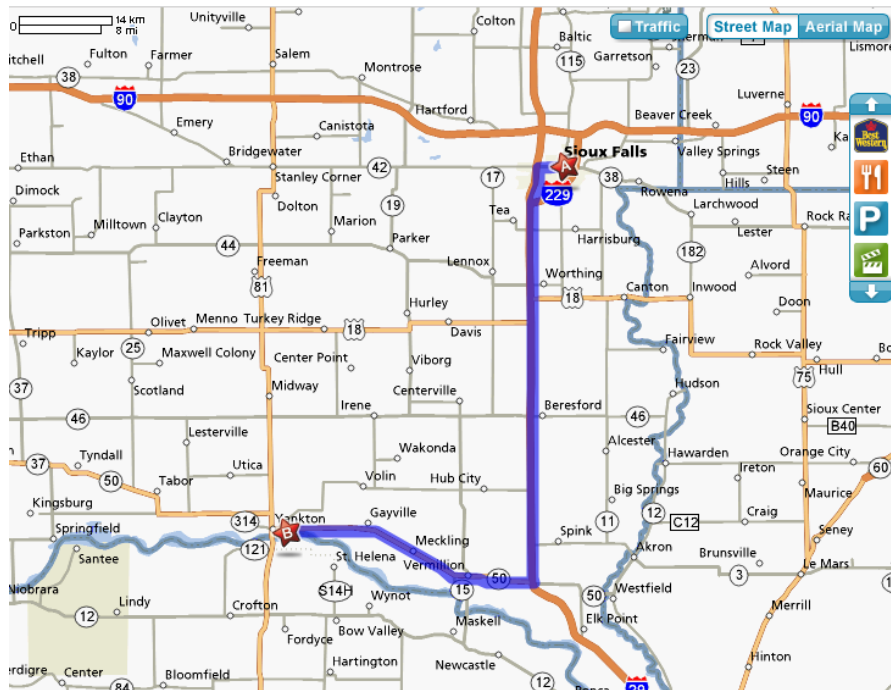 14 km
0
8 mi
Traffic
Street Map
Aerial Map
Unityville
Colton
Baltic
Sherman
Lismore
itchell
Fulton
Farmer
Salem
115
Garretson
38
Montrose
23
Luverne
90
Hartford
Beaver Creek
90
Emery
Canistota
Best Western
Ethan
Bridgewater
Sioux Falls
A
Valley Springs
Stanley Corner
42
17
38
Hills
Steen
Rowena
Dimock
Dolton
229
19
Tea
Larchwood
Milltown
Clayton
Marion
Lester
Rock Ra
P
Parkston
44
Parker
Harrisburg
182
Freeman
Lennox
Worthing
Alvord
81
18
Canton
Inwood
Hurley
Doon
Olivet
Menno
Turkey Ridge
18
Davis
Tripp
25
Fairview
Kaylor
Maxwell Colony
Center Point
Viborg
Rock Valley
Bo
Hull
37
Scotland
Midway
Centerville
Hudson
75
46
Irene
Beresford
46
Sioux Center
B40
Lesterville
Wakonda
Alcester
Tyndall
Hawarden
Orange City
37
50
Utica
Volin
Hub City
Ireton
60
Tabor
Big Springs
Maurice
Kingsburg
12
Craig
314
Yankton
Gayville
11
C12
Seney
Springfield
B
Meckling
Spink
121
St. Helena
Akron
Brunsville
Santee
Vermillion
50
3
Le Mars
Niobrara
15
50
Westfield
S14H
Wynot
12
Lindy
Crofton
Maskell
Elk Point
Merrill
Fordyce
Bow Valley
Hartington
Newcastle
Hinton
erdigre
Center
Bloomfield
12
29
84
Ponca